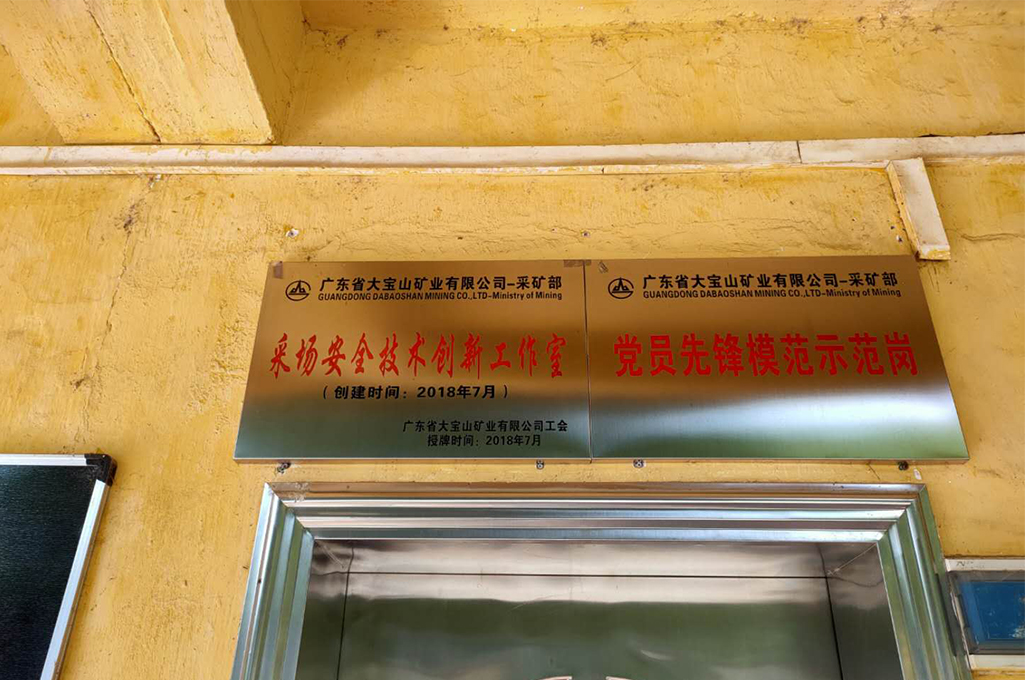 广东省大宝山矿业有限公司-采矿部
GUANGDONG DABAOSHAN MINING CO.,LTD-Ministry of Mining
采场安全技术创新工作室
(创建时间：2018年7月)
广东省大宝山矿业有限公司工会
授牌时间：2018年7月
广东省大宝山矿业有限公司-采矿部
GUANGDONG DABAOSHAN MINING CO.,LTD-Ministry of Mining
党员先锋模范示范岗